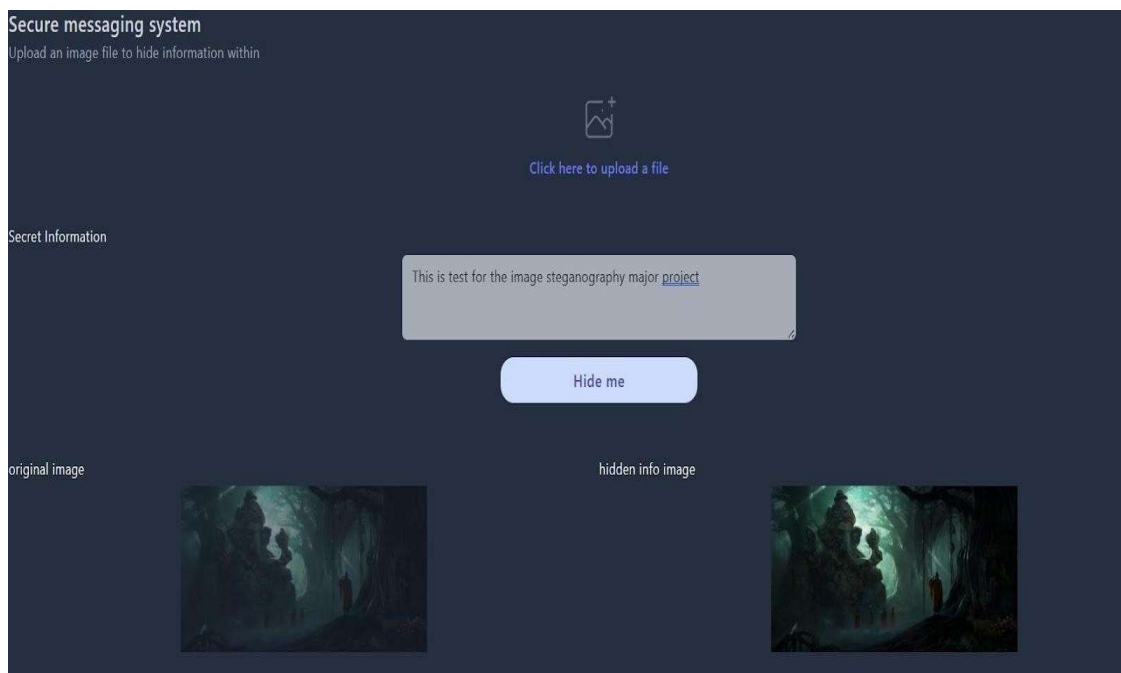 Secure messaging system
Upload an image file to hide information within
Click here to upload a file
Secret Information
This is test for the image steganography major project
Hide me
original image
hidden info image